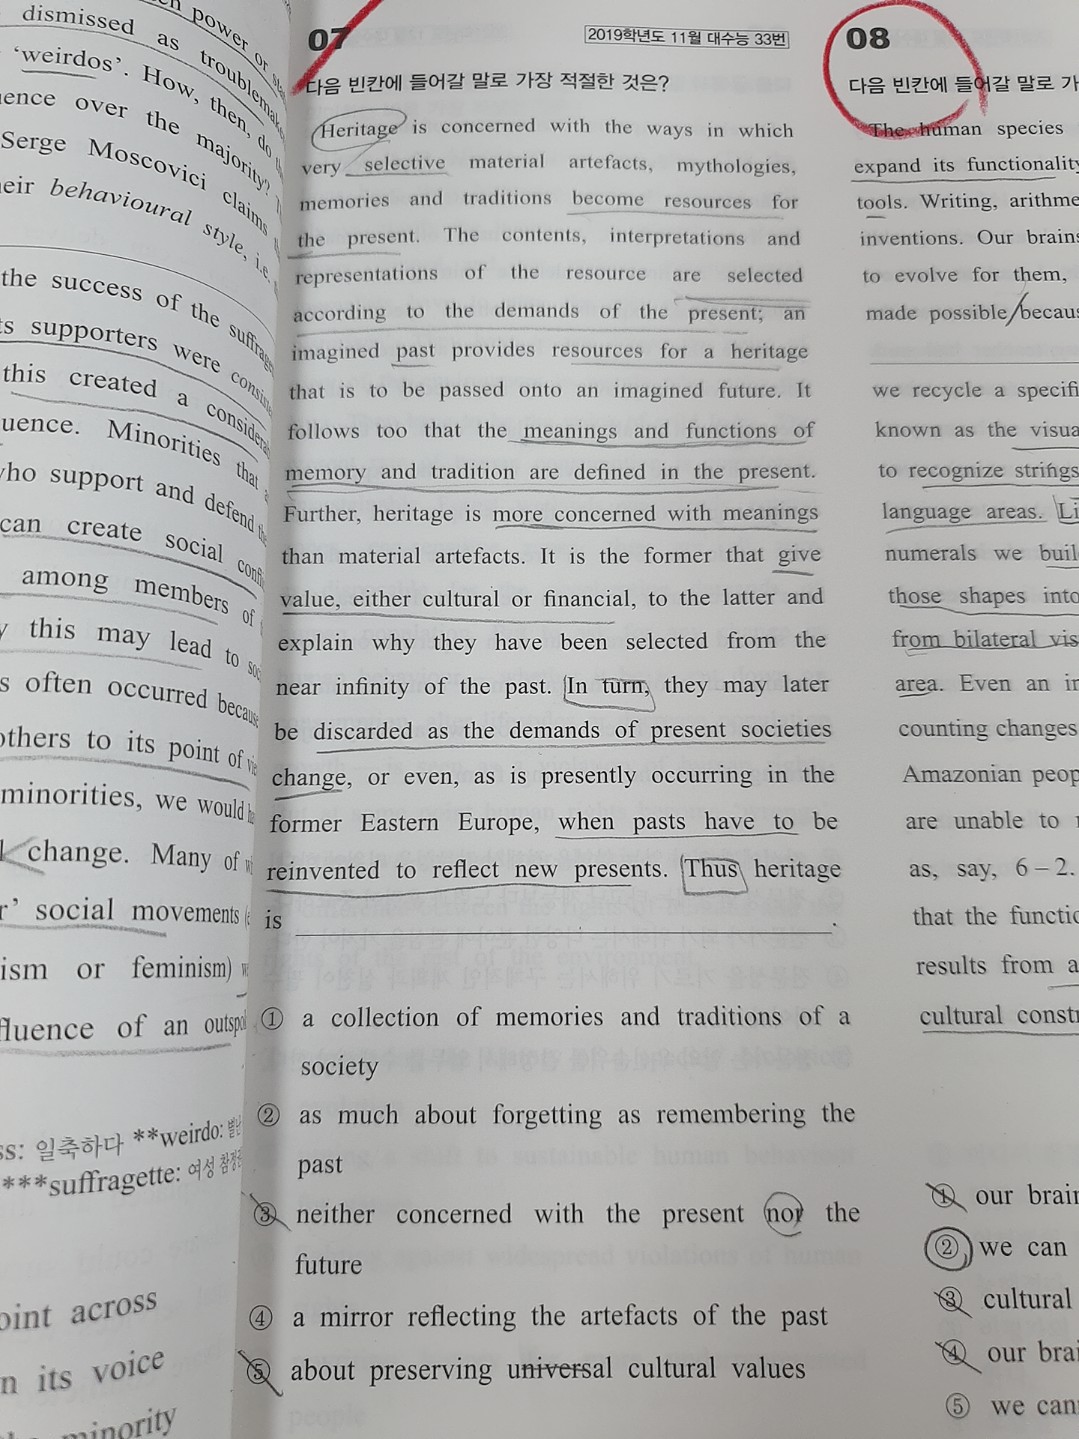 dismissed as
'weirdos'. How, then, do
ence over the majority?
Serge Moscovici claims
eir behavioural style, i.e.
the success of the
s supporters were
this created a
uence. Minorities that
who support and defend
can create social
among members of
this may lead to
s often occurred because
others to its point of
minorities, we would
change. Many of
r' social movements
ism or feminism)
fluence of an
ss: 일축하다 **weirdo:
***suffragette: 여성
oint across
n its voice
minority
07
2019학년도 11월 대수능 33번
다음 빈칸에 들어갈 말로 가장 적절한 것은?
Heritage is concerned with the ways in which
very selective material artefacts, mythologies,
memories and traditions become resources for
the present. The contents, interpretations and
representations of the resource are selected
according to the demands of the present; an
imagined past provides resources for a heritage
that is to be passed onto an imagined future. It
follows too that the meanings and functions of
memory and tradition are defined in the present.
Further, heritage is more concerned with meanings
than material artefacts. It is the former that give
value, either cultural or financial, to the latter and
explain why they have been selected from the
near infinity of the past. In turn, they may later
be discarded as the demands of present societies
change, or even, as is presently occurring in the
former Eastern Europe, when pasts have to be
reinvented to reflect new presents. Thus heritage
is ______.
① a collection of memories and traditions of a
society
② as much about forgetting as remembering the
past
③ neither concerned with the present nor the
future
④ a mirror reflecting the artefacts of the past
⑤ about preserving universal cultural values
08
다음 빈칸에 들어갈 말로 가
The human species
expand its functionality
tools. Writing, arithme
inventions. Our brains
to evolve for them,
made possible becaus
we recycle a specifi
known as the visua
to recognize strings
language areas. Li
numerals we buil
those shapes into
from bilateral vis
area. Even an
counting changes
Amazonian peop
are unable to
as, say, 6－2.
that the functio
results from a
cultural constr
① our brain
② we can
③ cultural
④ our brai
⑤ we can